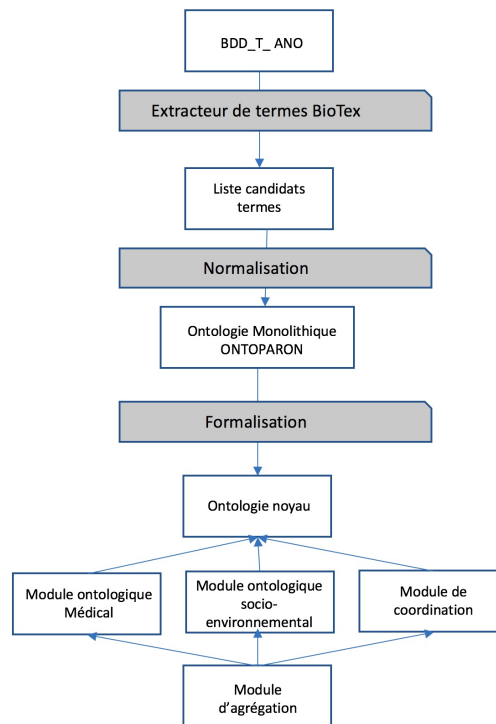 BDD_T_ ANO
Extracteur de termes BioTex
Liste candidats
termes
Normalisation
Ontologie Monolithique
ONTOPARON
Formalisation
Ontologie noyau
Module ontologique
Médical
Module ontologique
socio-
environnemental
Module de
coordination
Module
d’agrégation